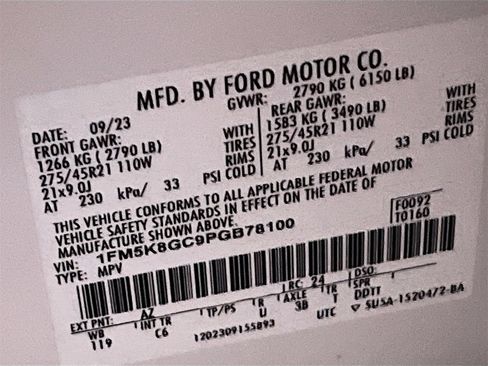 MFD. BY FORD MOTOR CO.
DATE: 09/23 GVWR: 2790 KG ( 6150 LB)
FRONT GAWR: REAR GAWR:
1266 KG ( 2790 LB) WITH 1583 KG ( 3490 LB) WITH
275/45R21 110W TIRES 275/45R21 110W TIRES
21x9.0J RIMS 21x9.0J RIMS
AT 230 kPa/ 33 PSI COLD AT 230 kPa/ 33 PSI COLD
THIS VEHICLE CONFORMS TO ALL APPLICABLE FEDERAL MOTOR
VEHICLE SAFETY STANDARDS IN EFFECT ON THE DATE OF
MANUFACTURE SHOWN ABOVE.
VIN: 1FM5K8GC9PGB78100 F0092
TYPE: MPV T0160
EXT PNT: AZ RC: 24 DSO:
WB INT TR TP/PS R AXLE TR SPR
119 C6 U 3B T DDTT
1202309155893 UTC ▽ 5U5A-1520472-BA